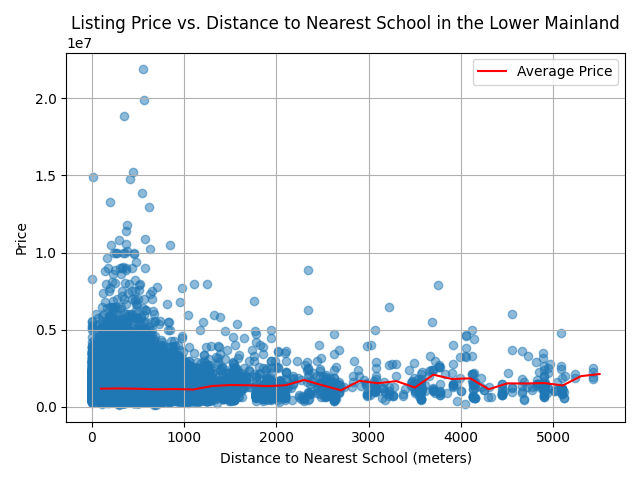 Listing Price vs. Distance to Nearest School in the Lower Mainland
1e7
Average Price
2.0
1.5
1.0
0.5
0.0
Price
0 1000 2000 3000 4000 5000
Distance to Nearest School (meters)